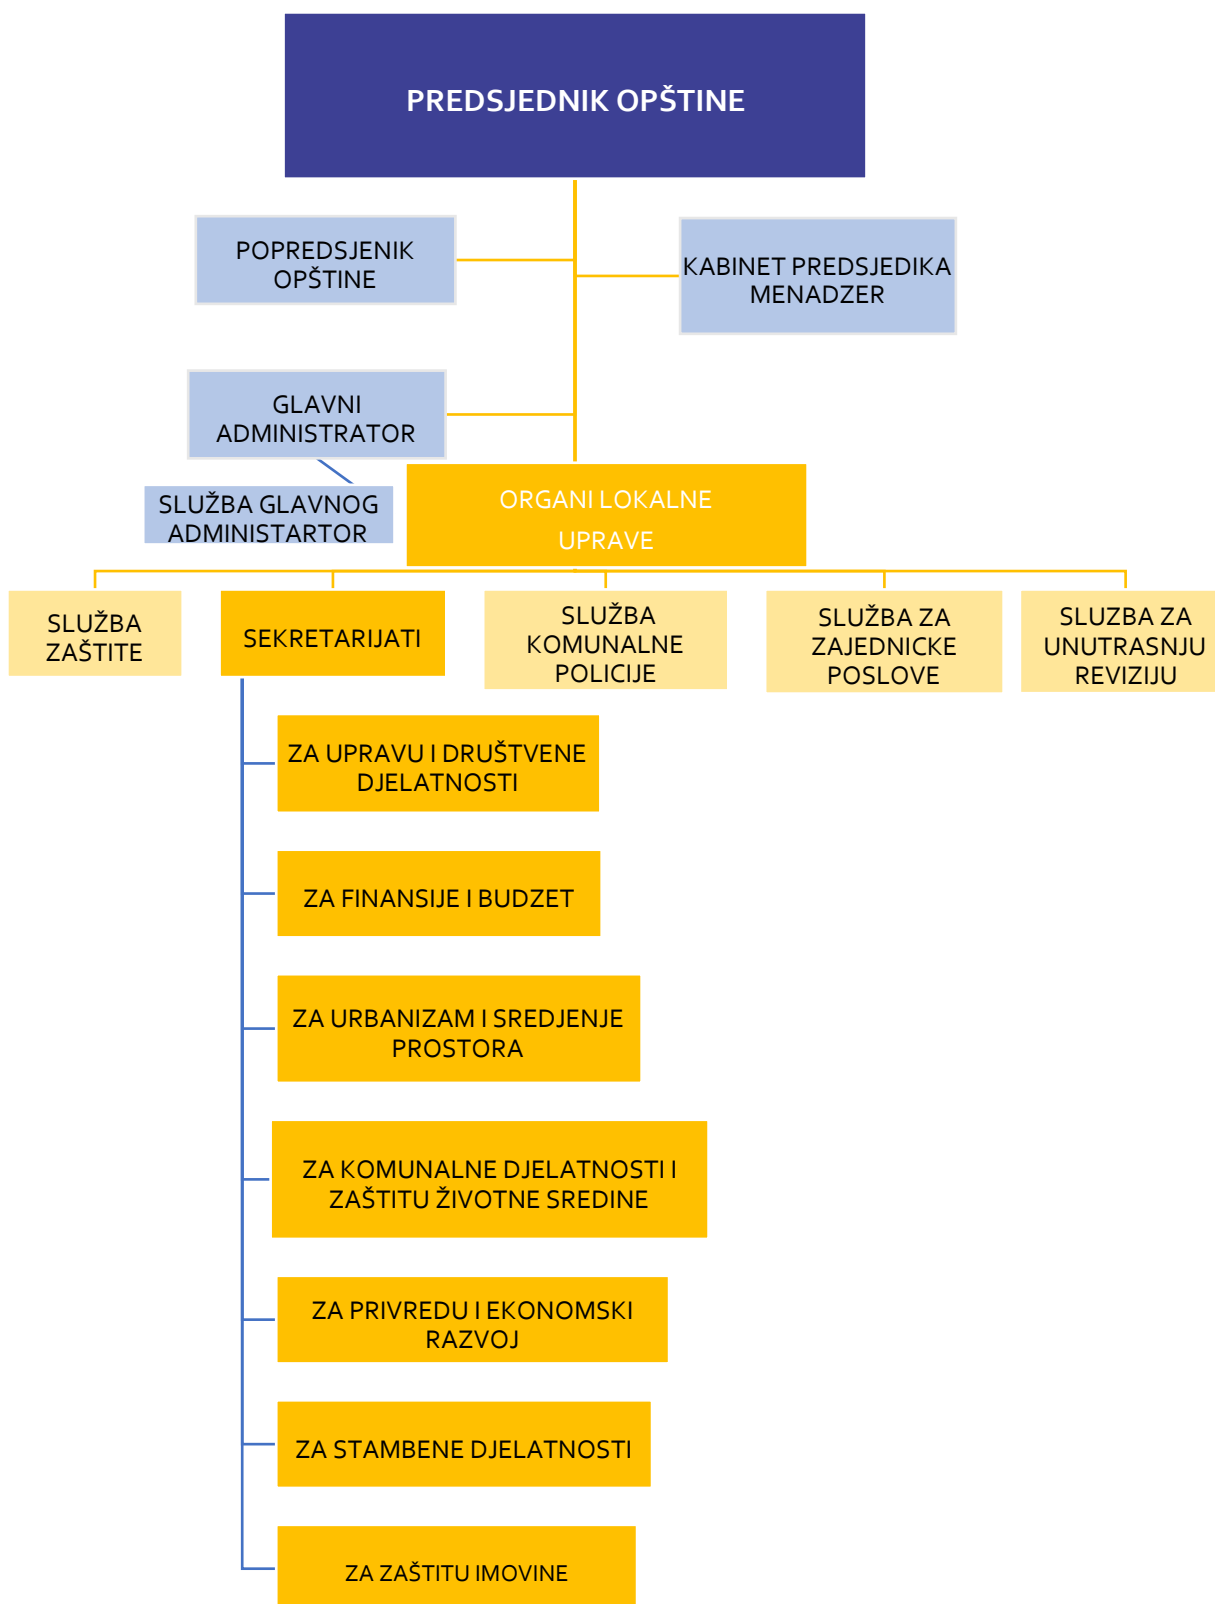 PREDSJEDNIK OPŠTINE
POPREDSJENIK
OPŠTINE
KABINET PREDSJEDIKA
MENADZER
GLAVNI
ADMINISTRATOR
SLUŽBA GLAVNOG
ADMINISTARTOR
ORGANI LOKALNE
UPRAVE
SLUŽBA
ZAŠTITE
SEKRETARIJATI
SLUŽBA
KOMUNALNE
POLICIJE
SLUŽBA ZA
ZAJEDNICKE
POSLOVE
SLUZBA ZA
UNUTRASNJU
REVIZIJU
ZA UPRAVU I DRUŠTVENE
DJELATNOSTI
ZA FINANSIJE I BUDZET
ZA URBANIZAM I SREDJENJE
PROSTORA
ZA KOMUNALNE DJELATNOSTI I
ZAŠTITU ŽIVOTNE SREDINE
ZA PRIVREDU I EKONOMSKI
RAZVOJ
ZA STAMBENE DJELATNOSTI
ZA ZAŠTITU IMOVINE